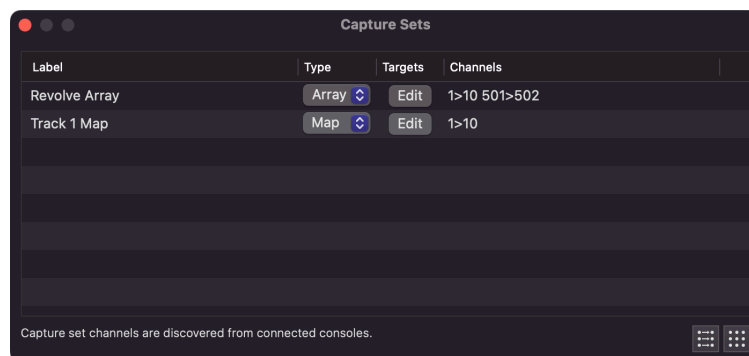 Capture Sets
Label Type Targets Channels
Revolve Array Array Edit 1>10 501>502
Track 1 Map Map Edit 1>10
Capture set channels are discovered from connected consoles.